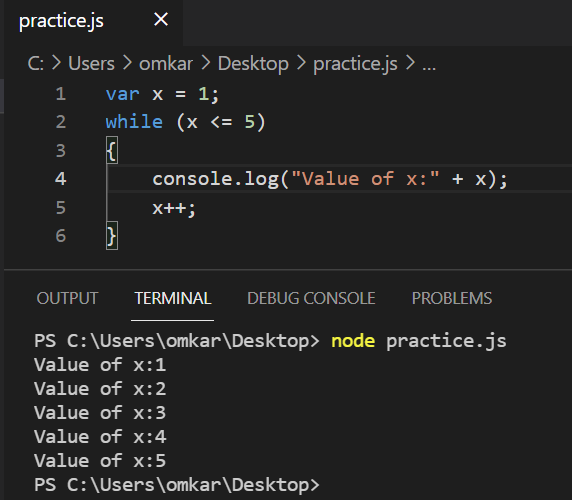 practice.js ×
C: > Users > omkar > Desktop > practice.js > ...
1 var x = 1;
2 while (x <= 5)
3 {
4     console.log("Value of x:" + x);
5     x++;
6 }
OUTPUT TERMINAL DEBUG CONSOLE PROBLEMS
PS C:\Users\omkar\Desktop> node practice.js
Value of x:1
Value of x:2
Value of x:3
Value of x:4
Value of x:5
PS C:\Users\omkar\Desktop>